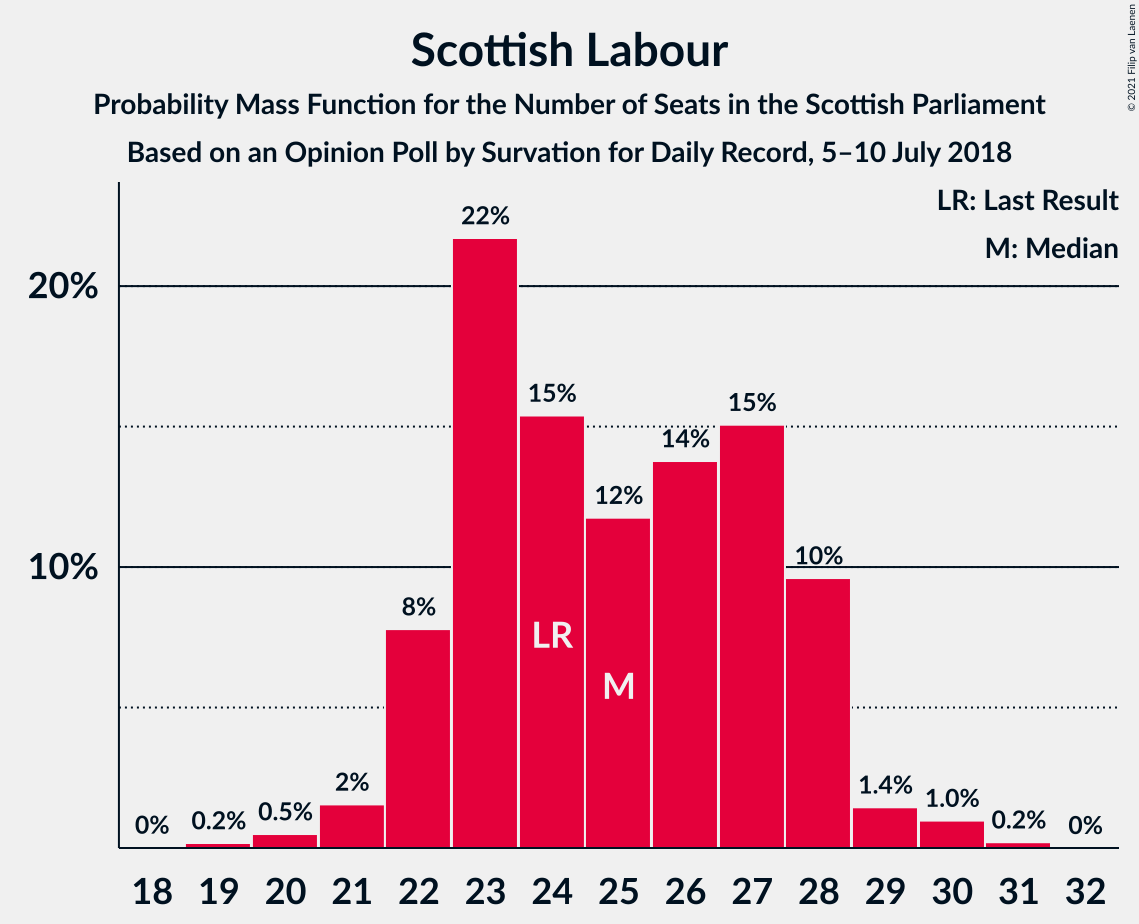 Scottish Labour
Probability Mass Function for the Number of Seats in the Scottish Parliament
Based on an Opinion Poll by Survation for Daily Record, 5–10 July 2018
© 2021 Filip van Laenen
LR: Last Result
M: Median
20%
10%
0%
0.2%
0.5%
2%
8%
22%
15%
12%
14%
15%
10%
1.4%
1.0%
0.2%
0%
LR
M
18 19 20 21 22 23 24 25 26 27 28 29 30 31 32